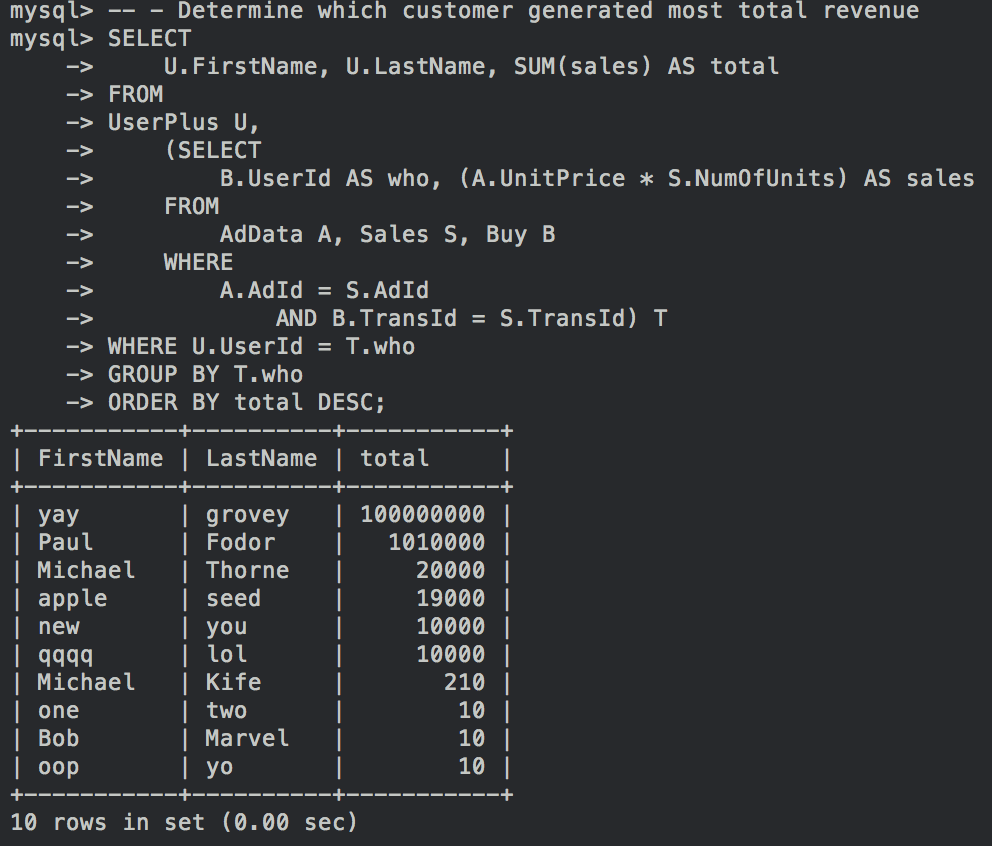 mysql> -- - Determine which customer generated most total revenue
mysql> SELECT
    ->     U.FirstName, U.LastName, SUM(sales) AS total
    -> FROM
    -> UserPlus U,
    ->     (SELECT
    ->         B.UserId AS who, (A.UnitPrice * S.NumOfUnits) AS sales
    ->     FROM
    ->         AdData A, Sales S, Buy B
    ->     WHERE
    ->         A.AdId = S.AdId
    ->             AND B.TransId = S.TransId) T
    -> WHERE U.UserId = T.who
    -> GROUP BY T.who
    -> ORDER BY total DESC;
+-----------+----------+-----------+
| FirstName | LastName | total     |
+-----------+----------+-----------+
| yay       | grovey   | 100000000 |
| Paul      | Fodor    |   1010000 |
| Michael   | Thorne   |     20000 |
| apple     | seed     |     19000 |
| new       | you      |     10000 |
| qqqq      | lol      |     10000 |
| Michael   | Kife     |       210 |
| one       | two      |        10 |
| Bob       | Marvel   |        10 |
| oop       | yo       |        10 |
+-----------+----------+-----------+
10 rows in set (0.00 sec)